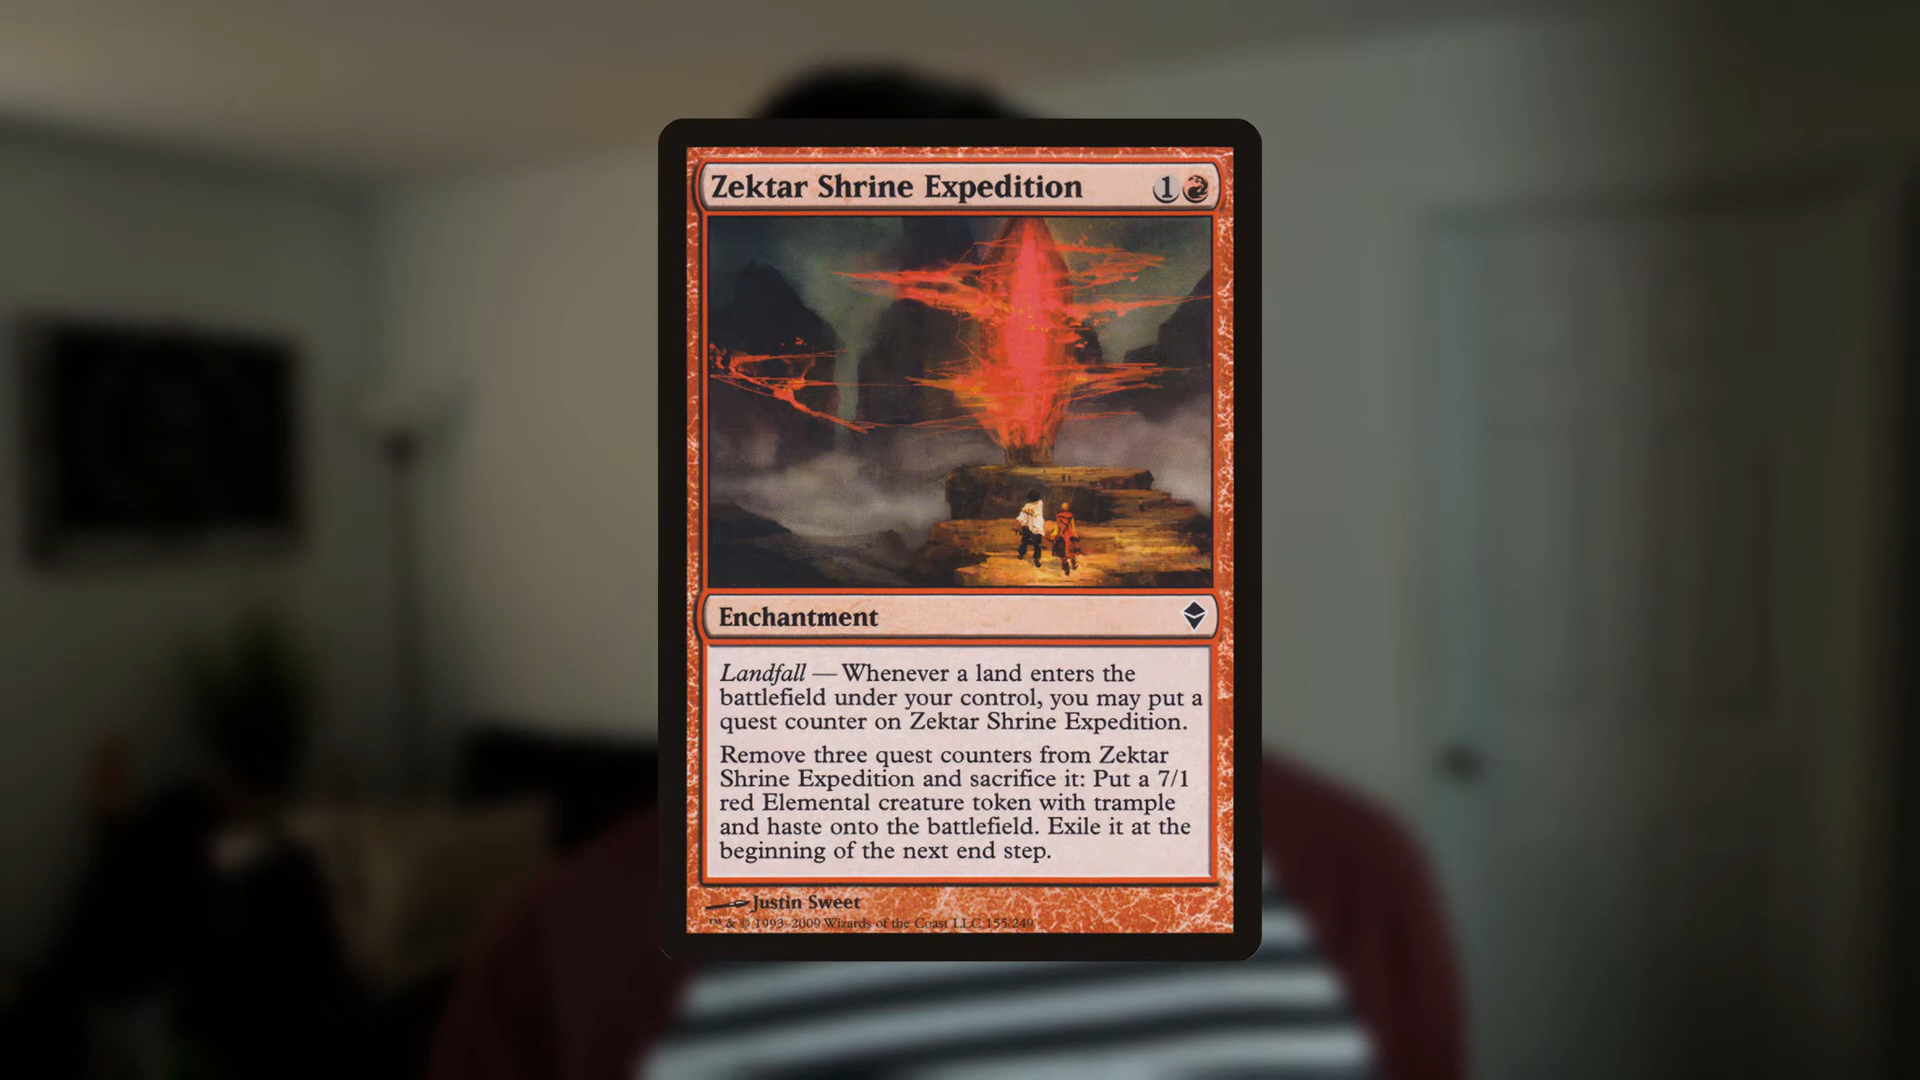 Zektar Shrine Expedition 1
Enchantment
Landfall — Whenever a land enters the
battlefield under your control, you may put a
quest counter on Zektar Shrine Expedition.
Remove three quest counters from Zektar
Shrine Expedition and sacrifice it: Put a 7/1
red Elemental creature token with trample
and haste onto the battlefield. Exile it at the
beginning of the next end step.
Justin Sweet
™ & © 1993–2009 Wizards of the Coast LLC 155/249